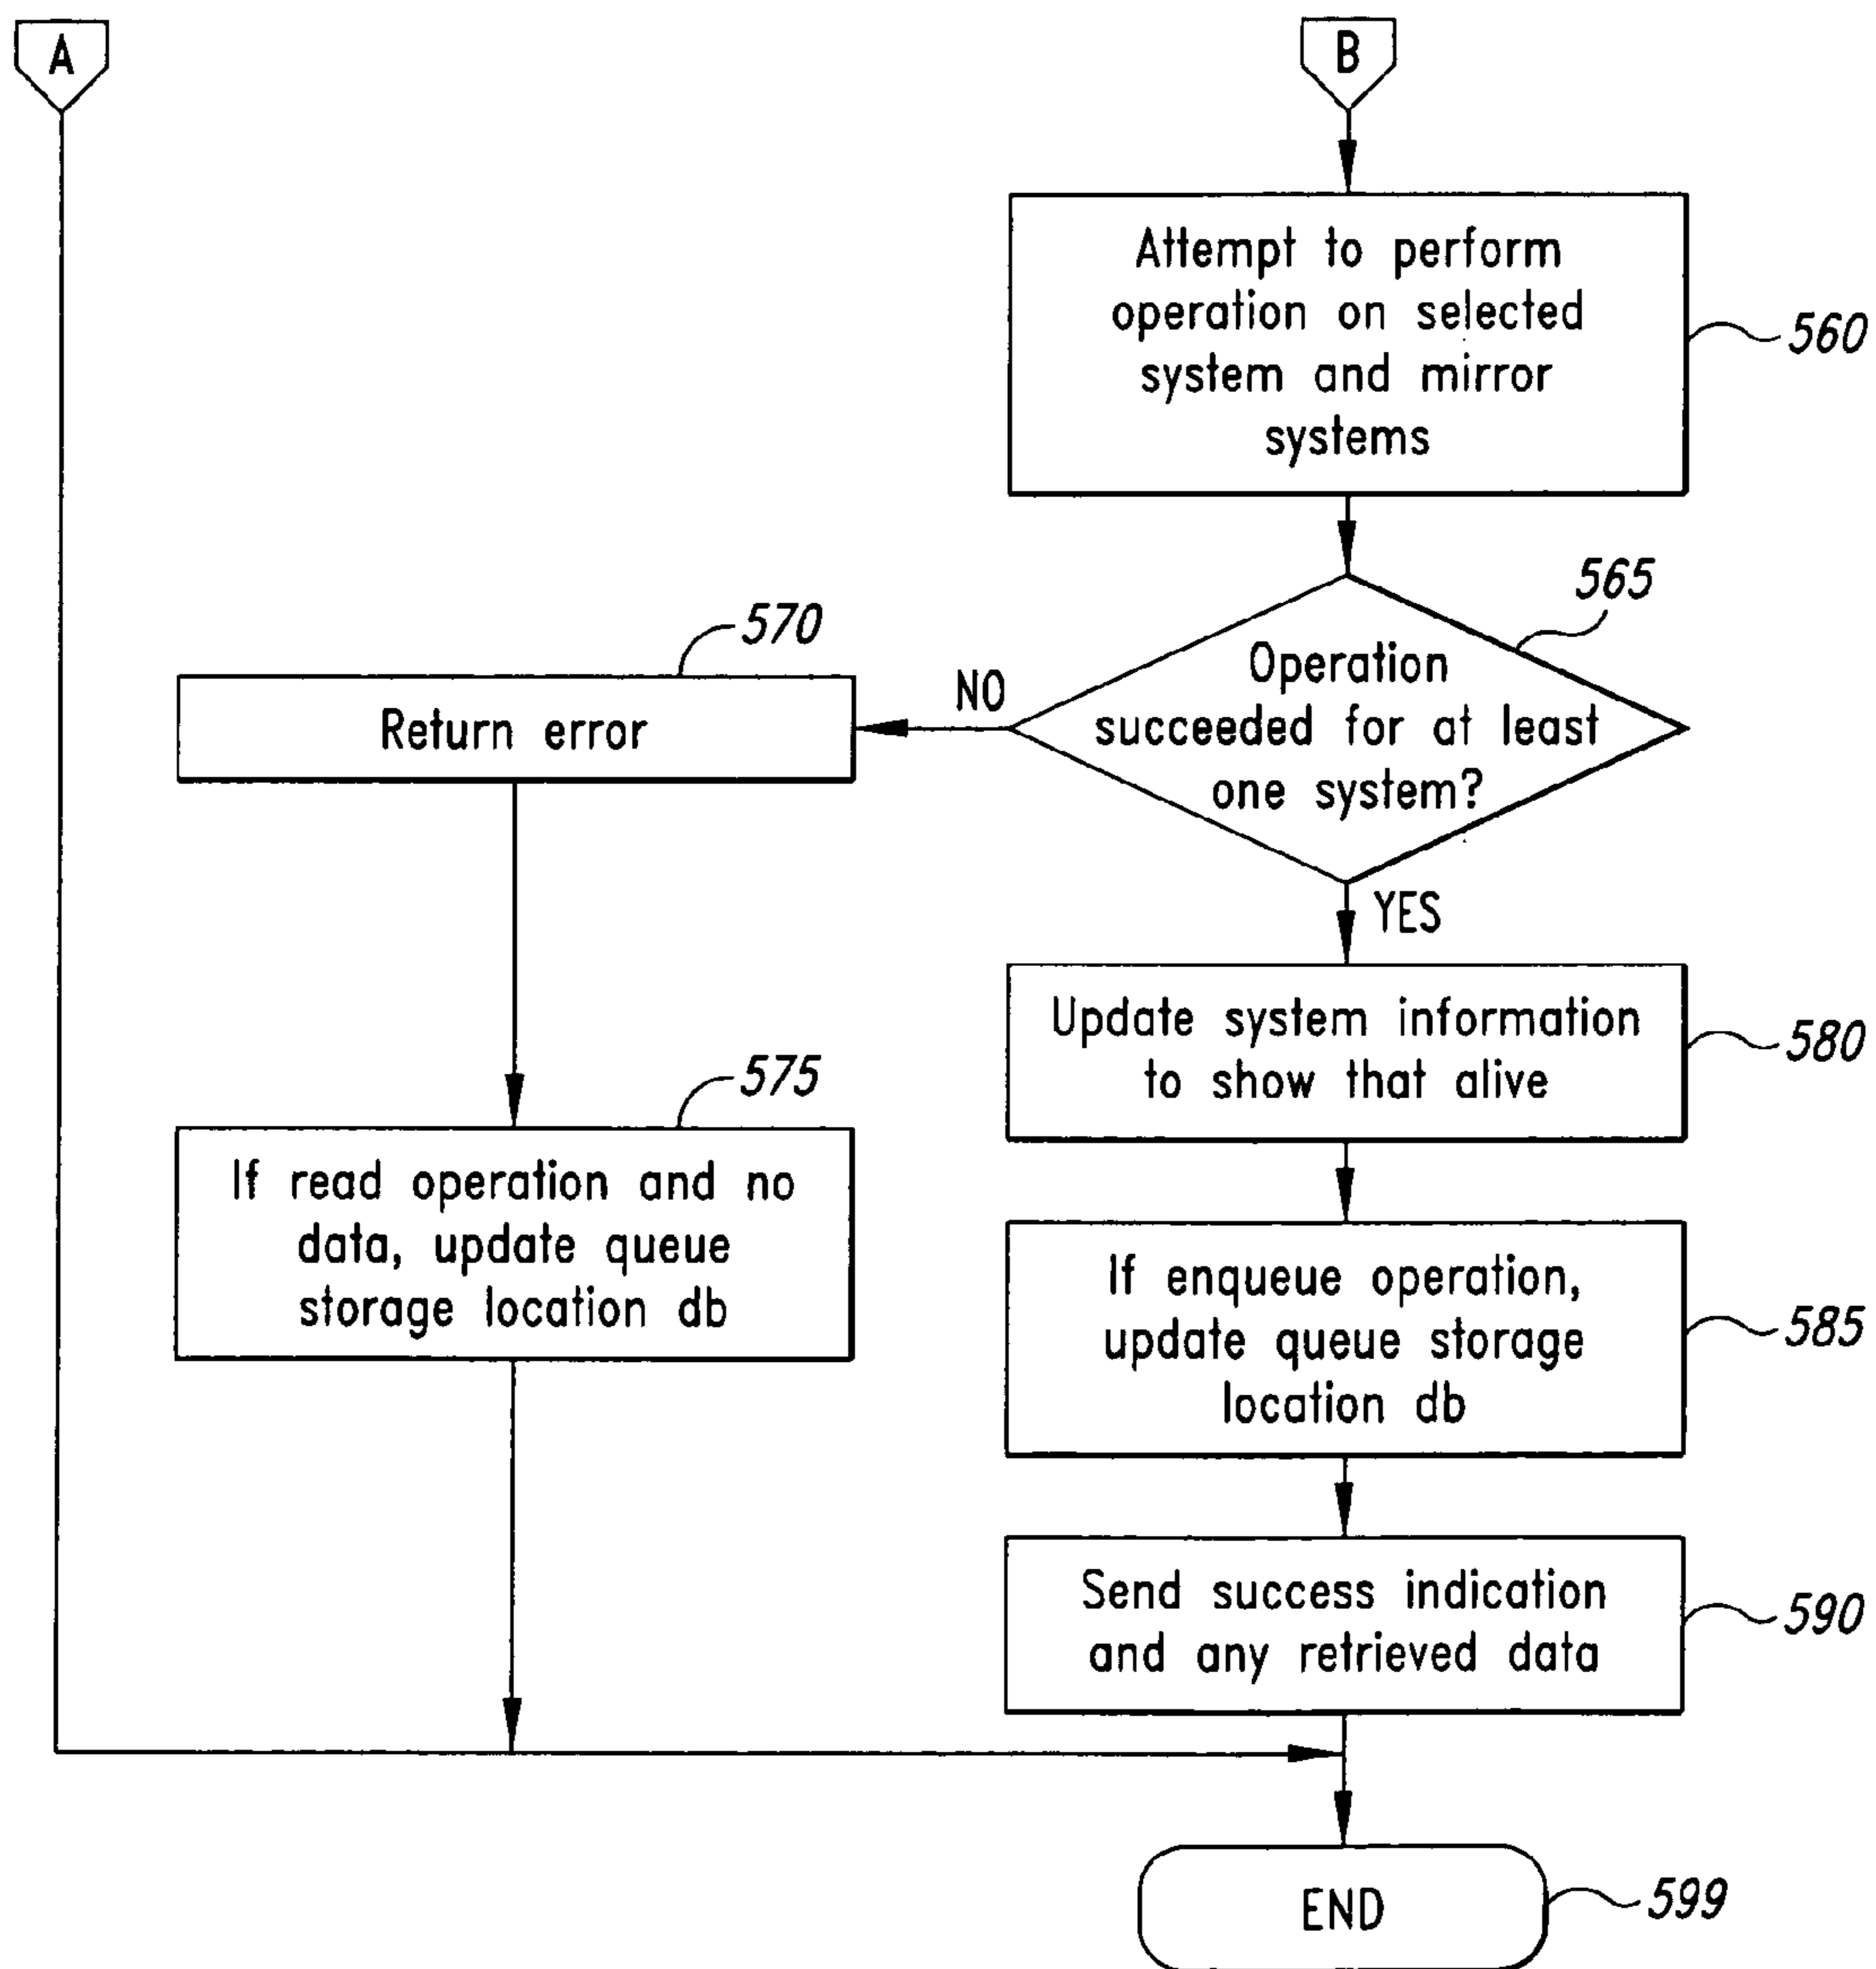 A
B
Attempt to perform
operation on selected
system and mirror
systems
560
565
Operation
succeeded for at least
one system?
NO
570
Return error
YES
575
If read operation and no
data, update queue
storage location db
Update system information
to show that alive
580
If enqueue operation,
update queue storage
location db
585
Send success indication
and any retrieved data
590
END
599